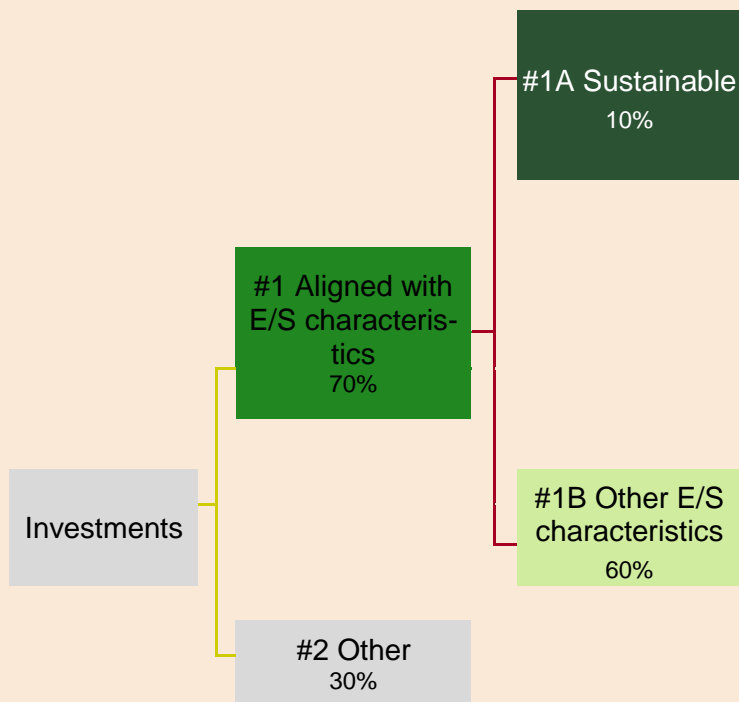 #1A Sustainable
10%
#1 Aligned with
E/S characteris-
tics
70%
Investments
#1B Other E/S
characteristics
60%
#2 Other
30%